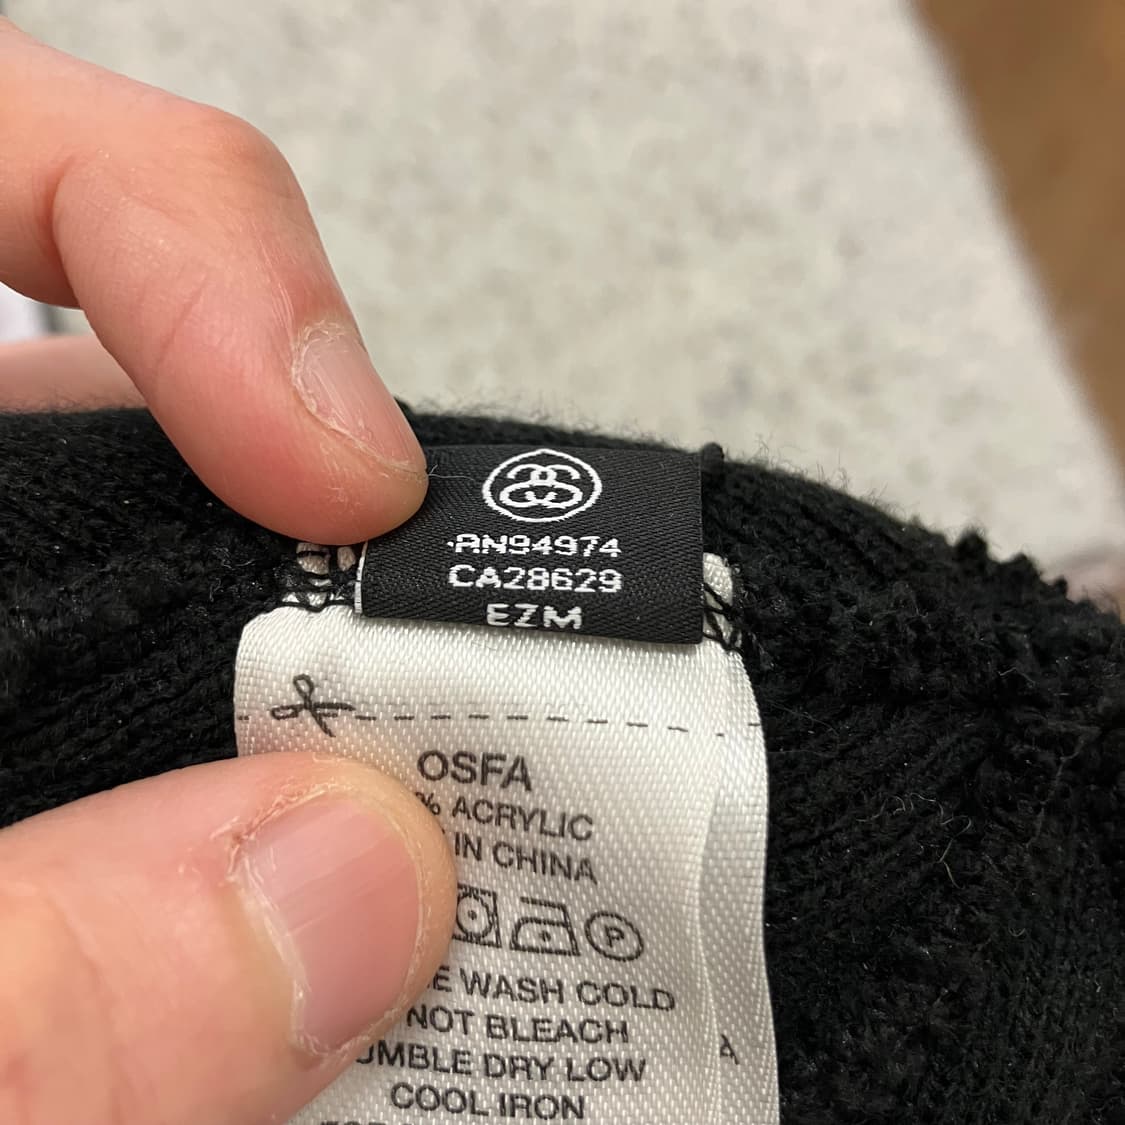 RN94974
CA28629
EZM
OSFA
% ACRYLIC
IN CHINA
P
E WASH COLD
NOT BLEACH
UMBLE DRY LOW
COOL IRON